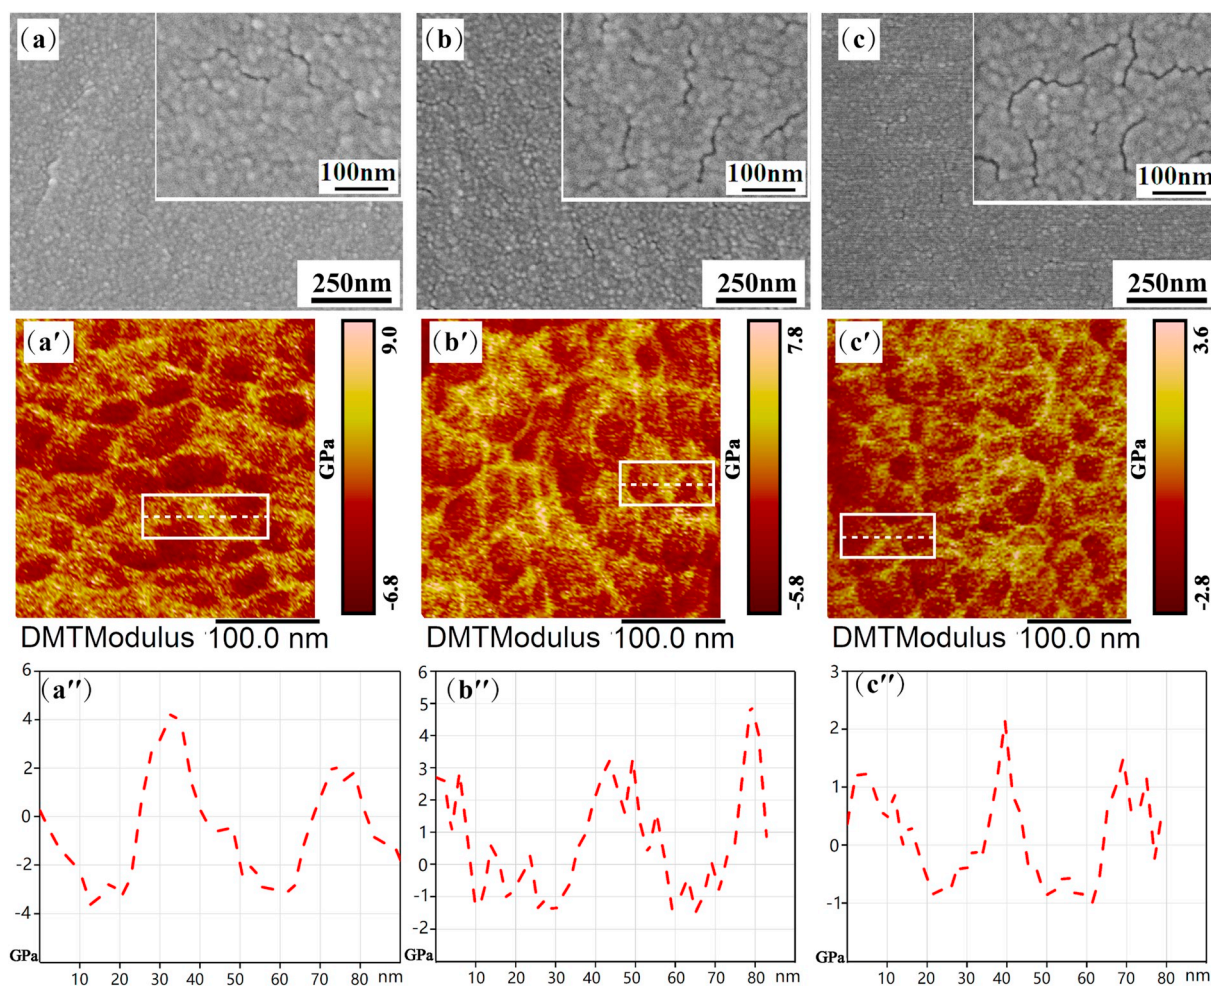 (a)
100nm
250nm
(b)
100nm
250nm
(c)
100nm
250nm
(a′)
9.0
GPa
-6.8
DMTModulus 100.0 nm
(b′)
7.8
GPa
-5.8
DMTModulus 100.0 nm
(c′)
3.6
GPa
-2.8
DMTModulus 100.0 nm
(a″)
6
4
2
0
-2
-4
GPa
10 20 30 40 50 60 70 80 nm
(b″)
6
5
4
3
2
1
0
-1
-2
GPa
10 20 30 40 50 60 70 80 nm
(c″)
3
2
1
0
-1
GPa
10 20 30 40 50 60 70 80 nm